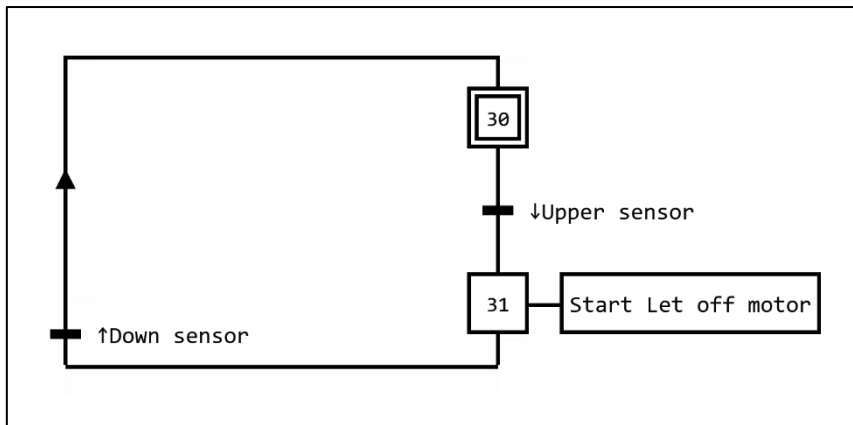 30
↓Upper sensor
31
Start Let off motor
↑Down sensor